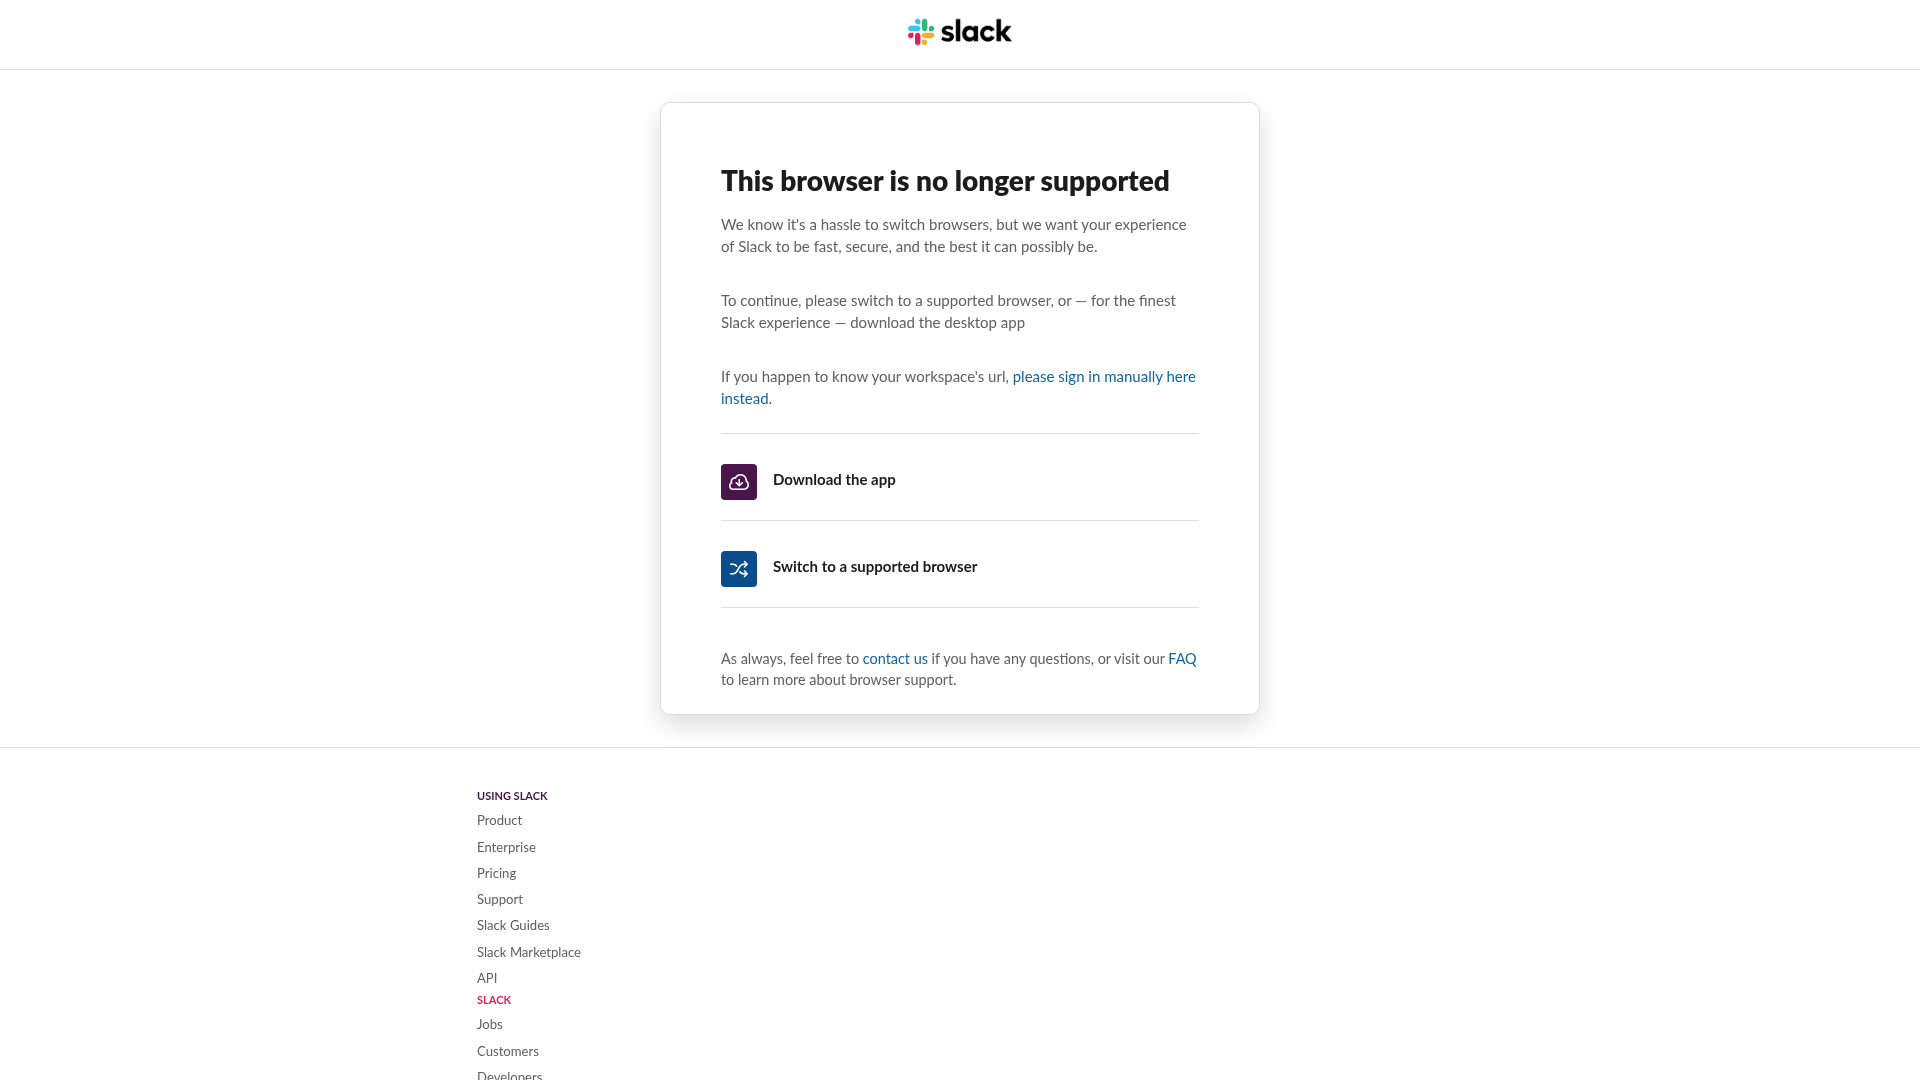 slack
This browser is no longer supported
We know it's a hassle to switch browsers, but we want your experience
of Slack to be fast, secure, and the best it can possibly be.
To continue, please switch to a supported browser, or — for the finest
Slack experience — download the desktop app
If you happen to know your workspace's url, please sign in manually here
instead.
Download the app
Switch to a supported browser
As always, feel free to contact us if you have any questions, or visit our FAQ
to learn more about browser support.
USING SLACK
Product
Enterprise
Pricing
Support
Slack Guides
Slack Marketplace
API
SLACK
Jobs
Customers
Developers